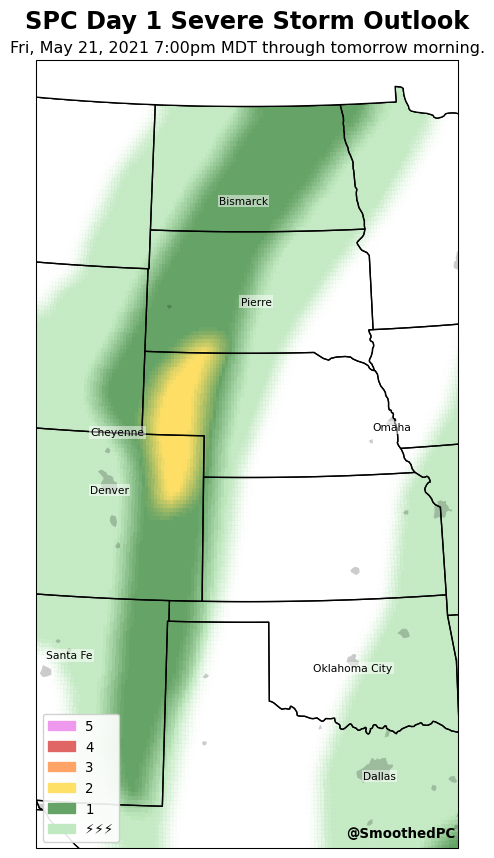 SPC Day 1 Severe Storm Outlook
Fri, May 21, 2021 7:00pm MDT through tomorrow morning.
Bismarck
Pierre
Omaha
Cheyenne
Denver
Santa Fe
Oklahoma City
Dallas
5
4
3
2
1
⚡⚡⚡
@SmoothedPC